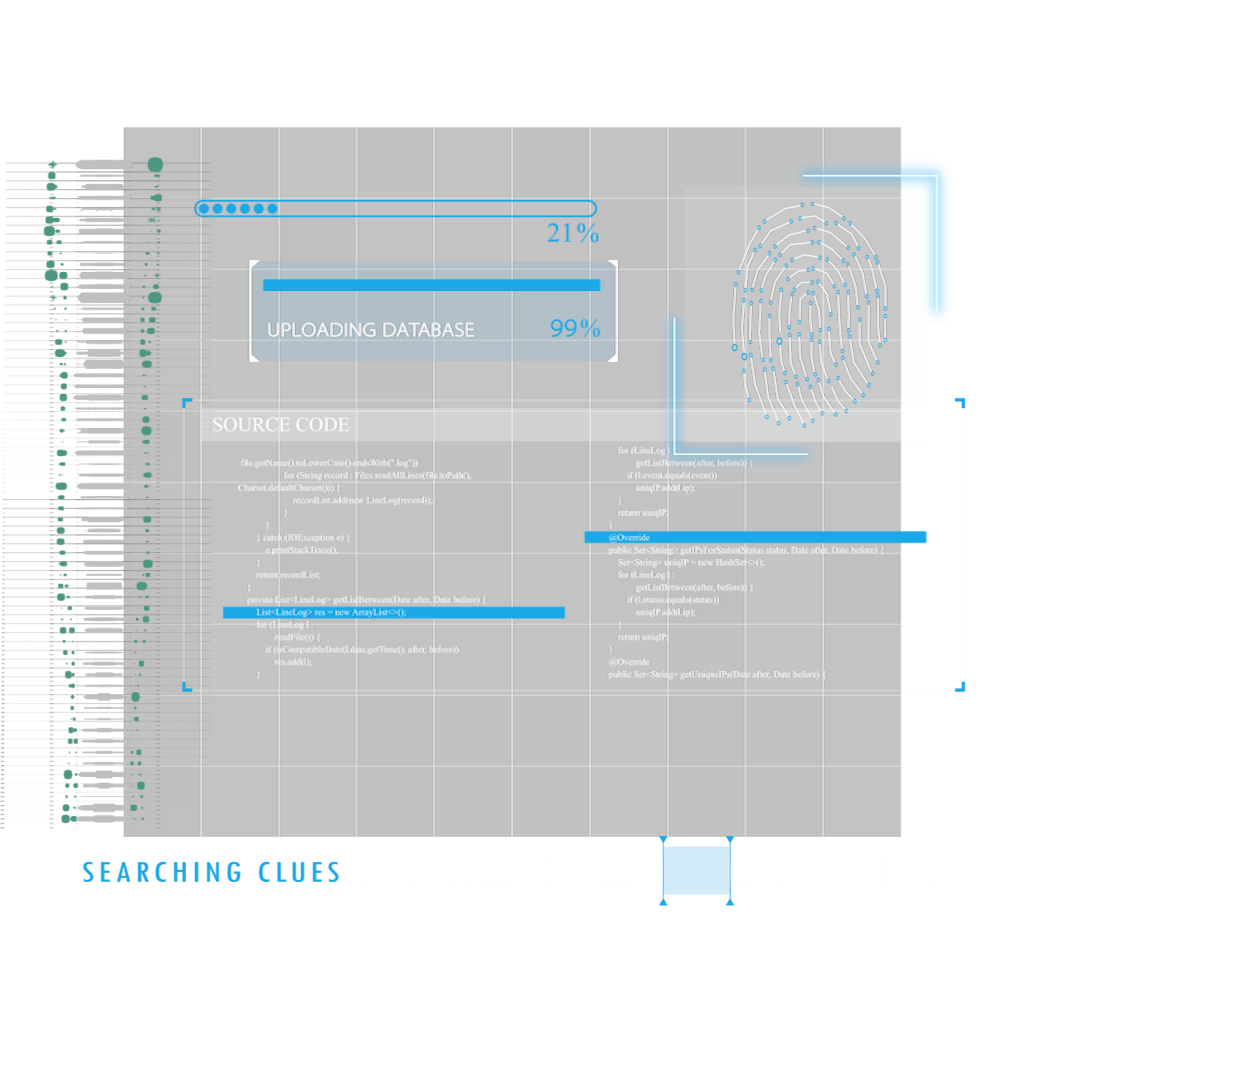 21%
UPLOADING DATABASE 99%
SOURCE CODE
file.getName().toLowerCase().endsWith(".log"))
for (String record : Files.readAllLines(file.toPath(),
Charset.defaultCharset())) {
recordList.add(new LineLog(record));
}
}
} catch (IOException e) {
e.printStackTrace();
}
return recordList;
}
private List<LineLog> getListBetween(Date after, Date before) {
List<LineLog> res = new ArrayList<>();
for (LineLog l :
readFile()) {
if (isCompatibleDate(l.date.getTime(), after, before))
res.add(l);
}
for (LineLog l
getListBetween(after, before)) {
if (l.event.equals(event))
uniqIP.add(l.ip);
}
return uniqIP;
}
@Override
public Set<String> getIPsForStatus(Status status, Date after, Date before) {
Set<String> uniqIP = new HashSet<>();
for (LineLog l :
getListBetween(after, before)) {
if (l.status.equals(status))
uniqIP.add(l.ip);
}
return uniqIP;
}
@Override
public Set<String> getUniqueIPs(Date after, Date before) {
SEARCHING CLUES